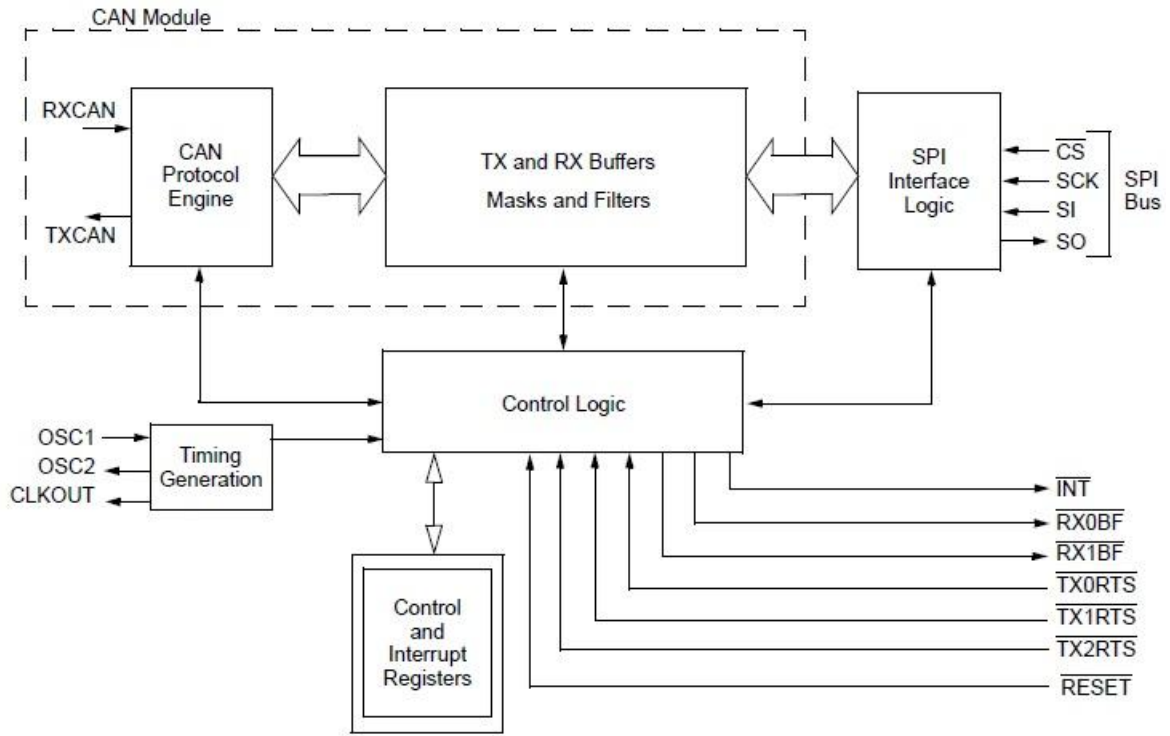 CAN Module
RXCAN
TXCAN
CAN
Protocol
Engine
TX and RX Buffers
Masks and Filters
SPI
Interface
Logic
CS
SCK
SI
SO
SPI
Bus
Control Logic
OSC1
OSC2
CLKOUT
Timing
Generation
Control
and
Interrupt
Registers
INT
RX0BF
RX1BF
TX0RTS
TX1RTS
TX2RTS
RESET